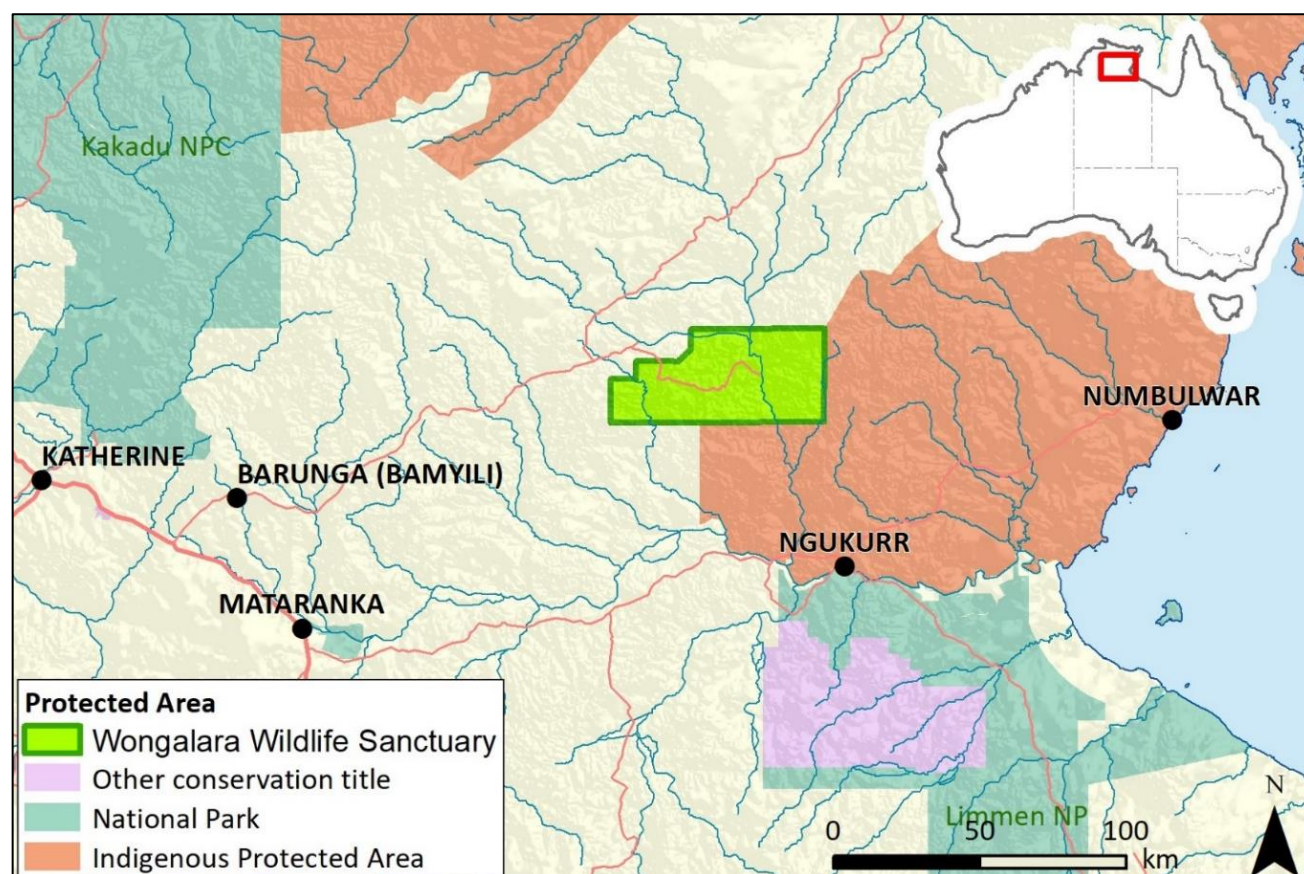 Kakadu NPC
NUMBULWAR
KATHERINE
BARUNGA (BAMYILI)
NGUKURR
MATARANKA
Protected Area
Wongalara Wildlife Sanctuary
Other conservation title
National Park
Indigenous Protected Area
Limmen NP
N
0 50 100
km